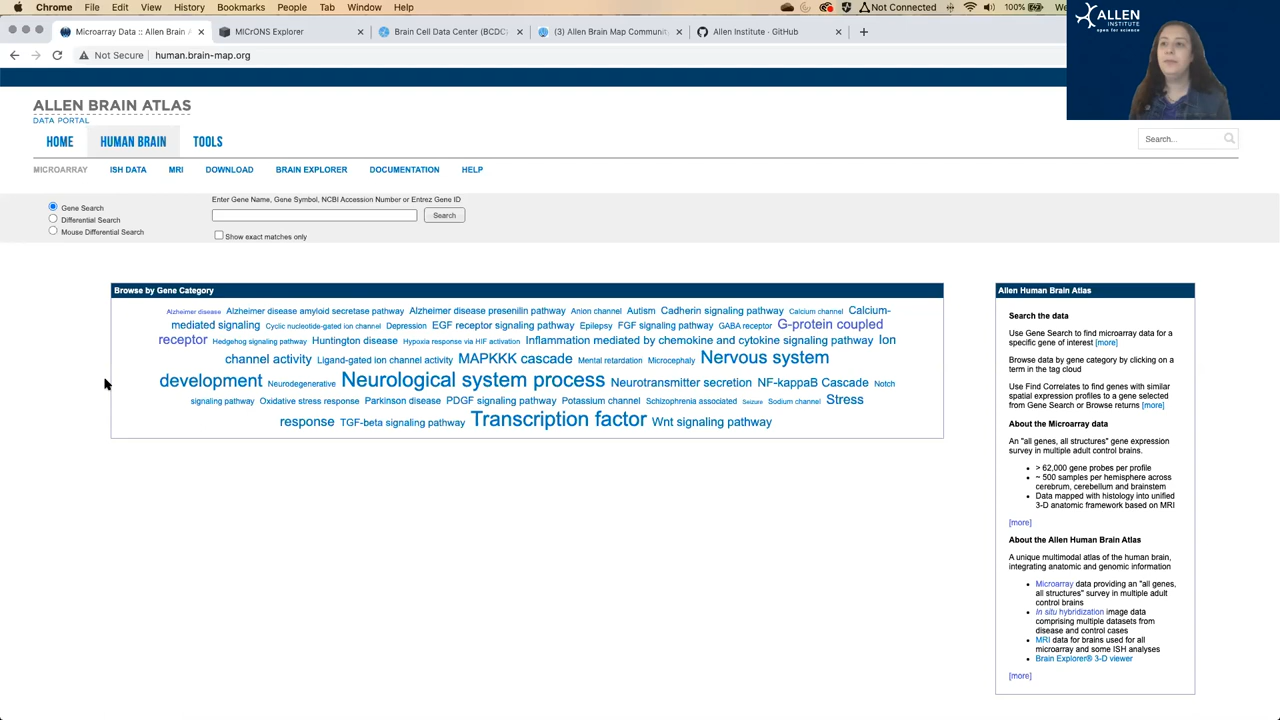 Chrome File Edit View History Bookmarks People Tab Window Help Not Connected 100% We
Microarray Data :: Allen Brain A MICrONS Explorer Brain Cell Data Center (BCDC) (3) Allen Brain Map Communit Allen Institute · GitHub
Not Secure human.brain-map.org
ALLEN
INSTITUTE
open for science
ALLEN BRAIN ATLAS
DATA PORTAL
HOME HUMAN BRAIN TOOLS
Search...
MICROARRAY ISH DATA MRI DOWNLOAD BRAIN EXPLORER DOCUMENTATION HELP
Enter Gene Name, Gene Symbol, NCBI Accession Number or Entrez Gene ID
Gene Search
Search
Differential Search
Mouse Differential Search
Show exact matches only
Browse by Gene Category
Alzheimer disease Alzheimer disease amyloid secretase pathway Alzheimer disease presenilin pathway Anion channel Autism Cadherin signaling pathway Calcium channel Calcium-
mediated signaling Cyclic nucleotide-gated ion channel Depression EGF receptor signaling pathway Epilepsy FGF signaling pathway GABA receptor G-protein coupled
receptor Hedgehog signaling pathway Huntington disease Hypoxia response via HIF activation Inflammation mediated by chemokine and cytokine signaling pathway Ion
channel activity Ligand-gated ion channel activity MAPKKK cascade Mental retardation Microcephaly Nervous system
development Neurodegenerative Neurological system process Neurotransmitter secretion NF-kappaB Cascade Notch
signaling pathway Oxidative stress response Parkinson disease PDGF signaling pathway Potassium channel Schizophrenia associated Seizure Sodium channel Stress
response TGF-beta signaling pathway Transcription factor Wnt signaling pathway
Allen Human Brain Atlas
Search the data
Use Gene Search to find microarray data for a
specific gene of interest [more]
Browse data by gene category by clicking on a
term in the tag cloud
Use Find Correlates to find genes with similar
spatial expression profiles to a gene selected
from Gene Search or Browse returns [more]
About the Microarray data
An "all genes, all structures" gene expression
survey in multiple adult control brains.
• > 62,000 gene probes per profile
• ~ 500 samples per hemisphere across
cerebrum, cerebellum and brainstem
• Data mapped with histology into unified
3-D anatomic framework based on MRI
[more]
About the Allen Human Brain Atlas
A unique multimodal atlas of the human brain,
integrating anatomic and genomic information
• Microarray data providing an "all genes,
all structures" survey in multiple adult
control brains
• In situ hybridization image data
comprising multiple datasets from
disease and control cases
• MRI data for brains used for all
microarray and some ISH analyses
• Brain Explorer® 3-D viewer
[more]